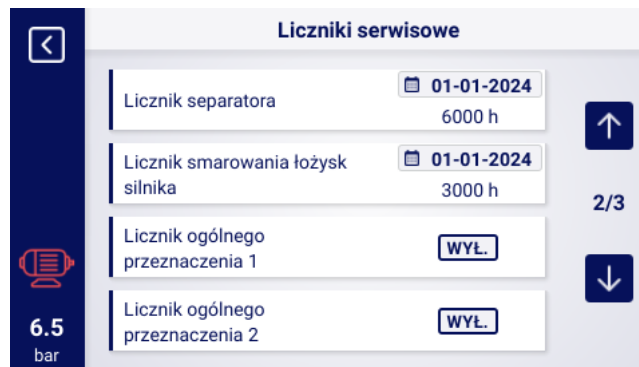 Liczniki serwisowe
Licznik separatora
01-01-2024
6000 h
Licznik smarowania łożysk
silnika
01-01-2024
3000 h
2/3
Licznik ogólnego
przeznaczenia 1
WYŁ.
Licznik ogólnego
przeznaczenia 2
WYŁ.
6.5
bar